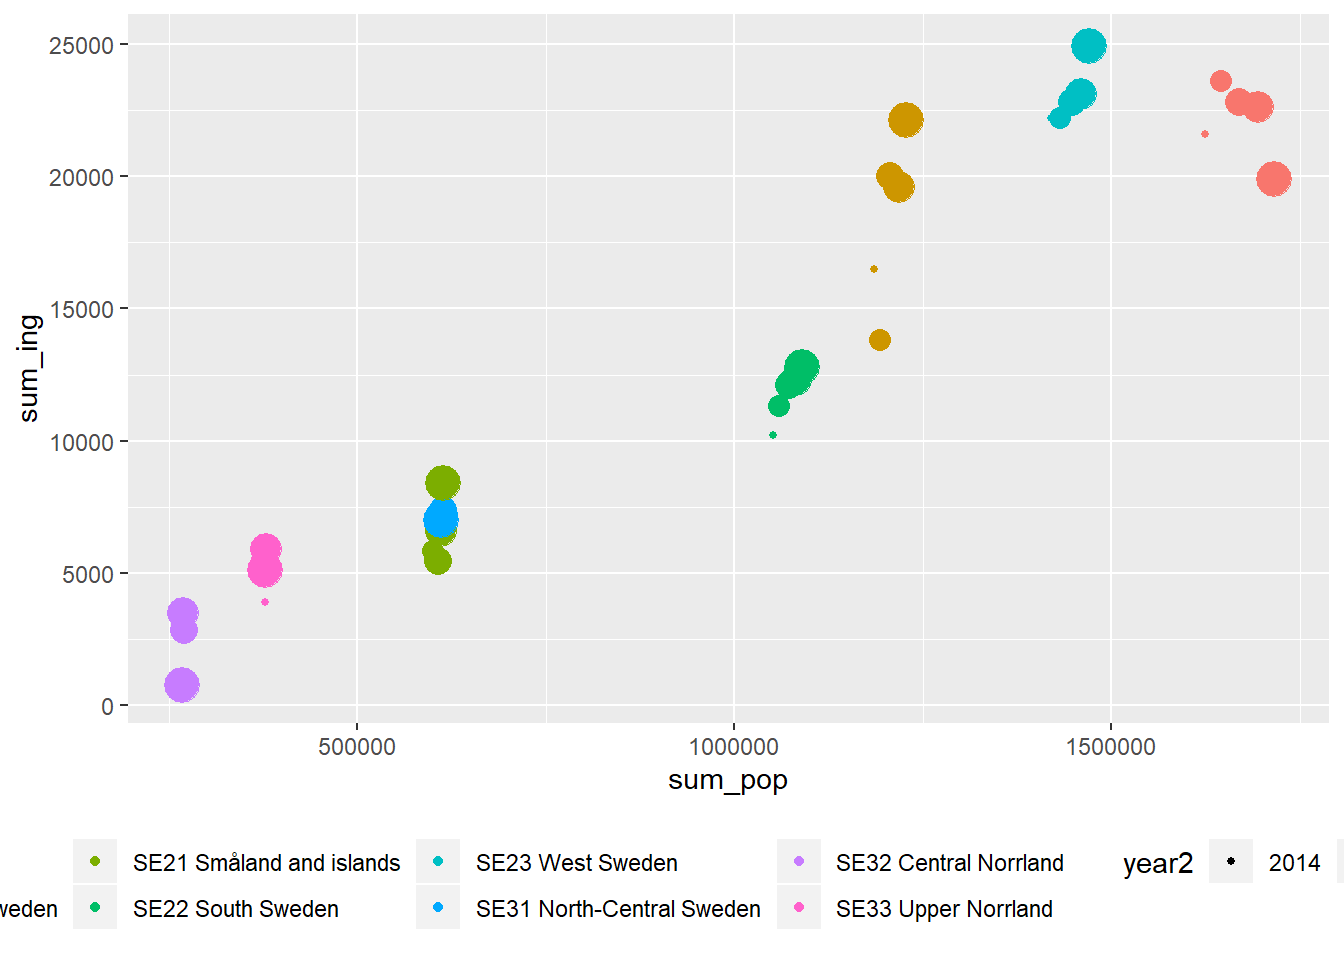 25000
20000
15000
10000
5000
0
sum_ing
500000 1000000 1500000
sum_pop
SE21 Småland and islands SE23 West Sweden SE32 Central Norrland year2 2014
weden SE22 South Sweden SE31 North-Central Sweden SE33 Upper Norrland